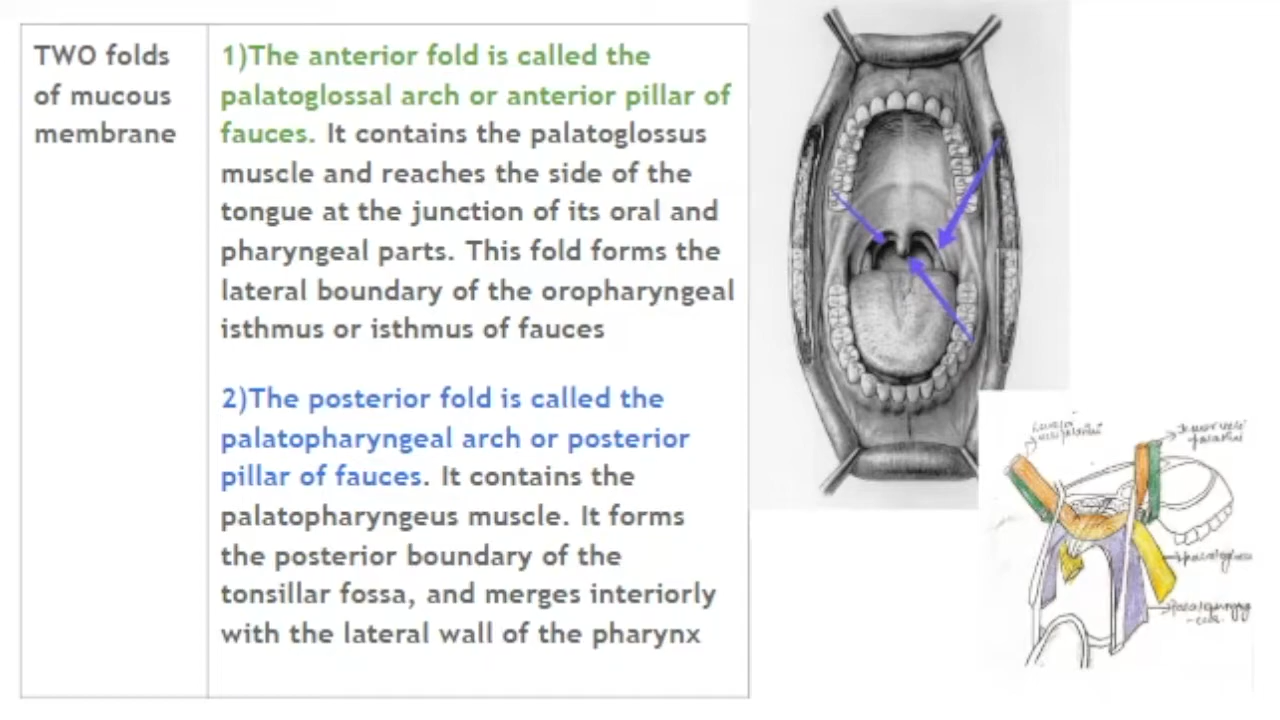 TWO folds
of mucous
membrane
1)The anterior fold is called the
palatoglossal arch or anterior pillar of
fauces. It contains the palatoglossus
muscle and reaches the side of the
tongue at the junction of its oral and
pharyngeal parts. This fold forms the
lateral boundary of the oropharyngeal
isthmus or isthmus of fauces
2)The posterior fold is called the
palatopharyngeal arch or posterior
pillar of fauces. It contains the
palatopharyngeus muscle. It forms
the posterior boundary of the
tonsillar fossa, and merges interiorly
with the lateral wall of the pharynx